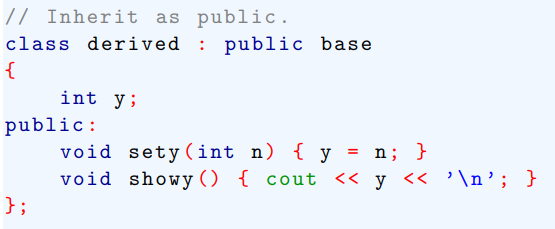 // Inherit as public.
class derived : public base
{
    int y;
public:
    void sety(int n) { y = n; }
    void showy() { cout << y << '\n'; }
};